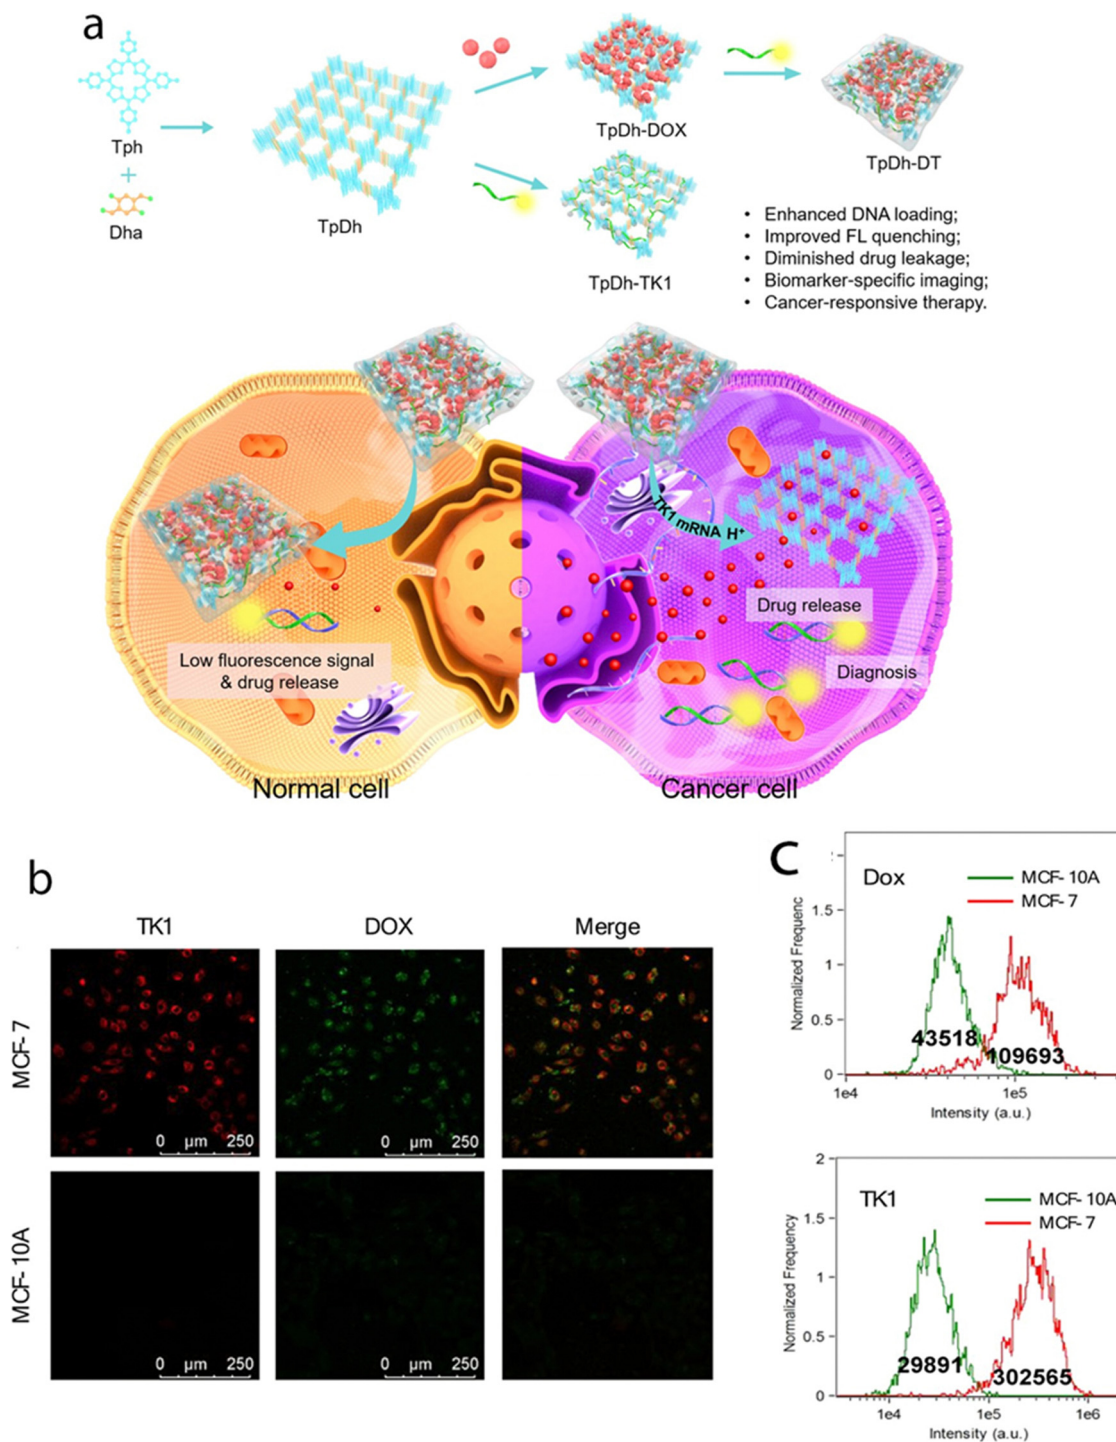 a
Tph
+
Dha
TpDh
TpDh-DOX
TpDh-TK1
TpDh-DT
• Enhanced DNA loading;
• Improved FL quenching;
• Diminished drug leakage;
• Biomarker-specific imaging;
• Cancer-responsive therapy.
TK1 mRNA H⁺
Drug release
Diagnosis
Low fluorescence signal
& drug release
Normal cell
Cancer cell
b
TK1
DOX
Merge
MCF-7
0 μm 250
0 μm 250
0 μm 250
MCF-10A
0 μm 250
0 μm 250
0 μm 250
c
Dox
MCF-10A
MCF-7
Normalized Frequenc
1.5
1
0.5
0
43518
109693
1e4
1e5
Intensity (a.u.)
TK1
MCF-10A
MCF-7
Normalized Frequency
2
1.5
1
0.5
0
29891
302565
1e4
1e5
1e6
Intensity (a.u.)